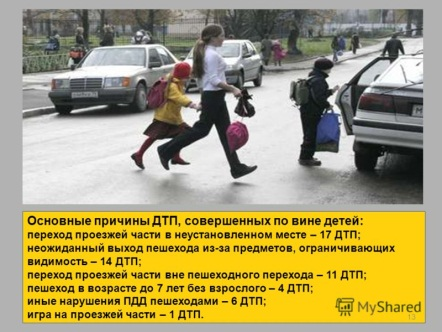 Основные причины ДТП, совершенных по вине детей:
переход проезжей части в неустановленном месте – 17 ДТП;
неожиданный выход пешехода из-за предметов, ограничивающих
видимость – 14 ДТП;
переход проезжей части вне пешеходного перехода – 11 ДТП;
пешеход в возрасте до 7 лет без взрослого – 4 ДТП;
иные нарушения ПДД пешеходами – 6 ДТП;
игра на проезжей части – 1 ДТП.
MyShared
13